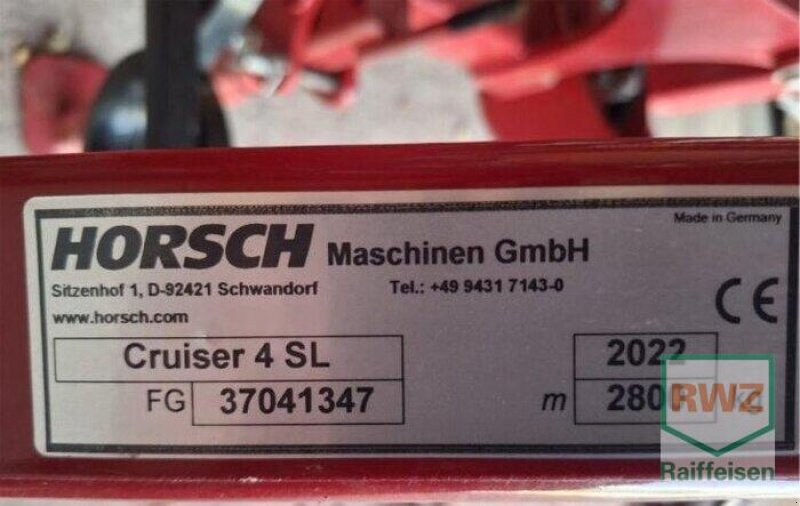 Made in Germany
HORSCH Maschinen GmbH
Sitzenhof 1, D-92421 Schwandorf Tel.: +49 9431 7143-0
www.horsch.com CE
Cruiser 4 SL 2022
FG 37041347 m kg
RWZ
Raiffeisen